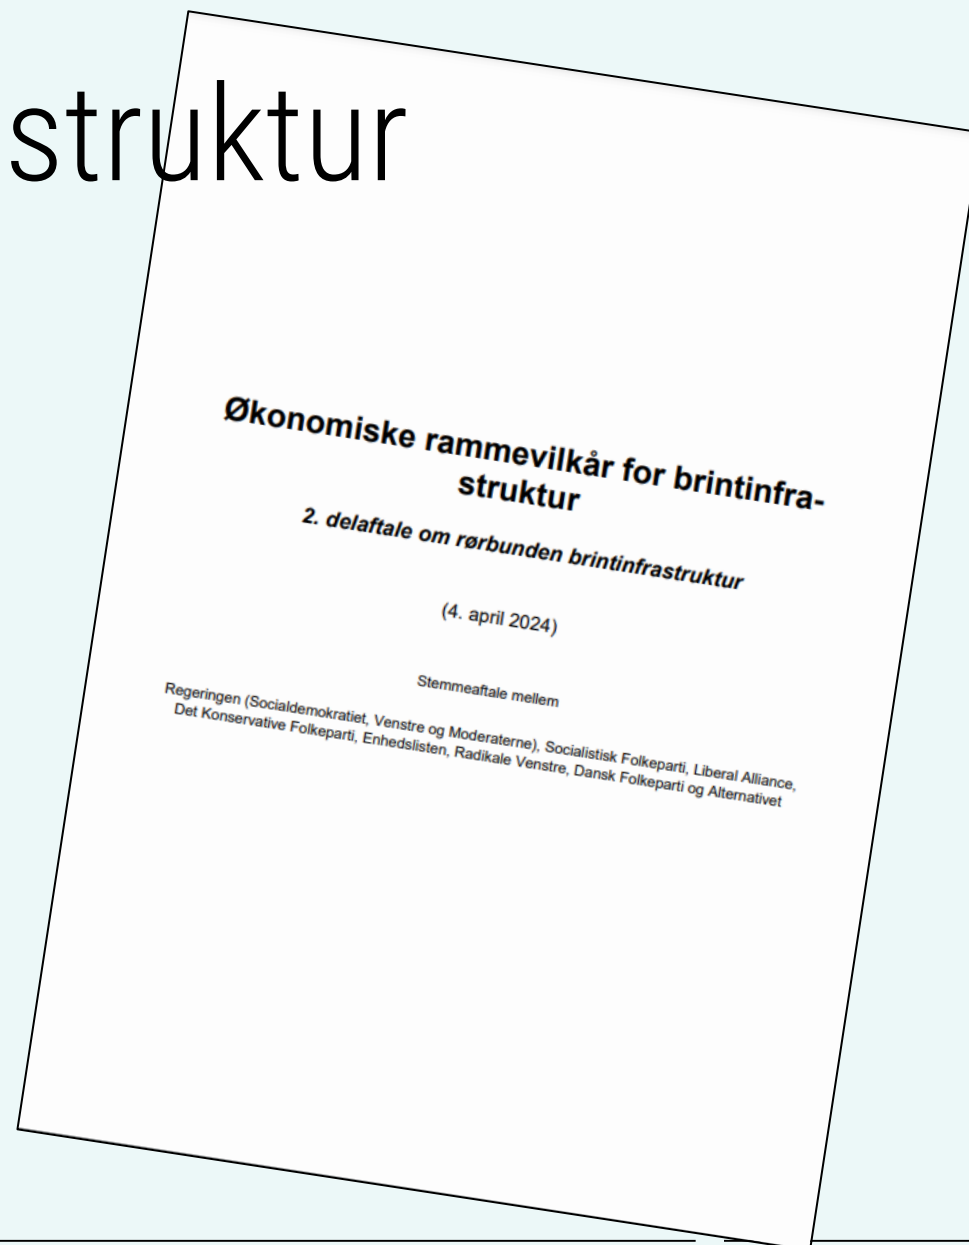 struktur
Økonomiske rammevilkår for brintinfra-
struktur
2. delaftale om rørbunden brintinfrastruktur
(4. april 2024)
Stemmeaftale mellem
Regeringen (Socialdemokratiet, Venstre og Moderaterne), Socialistisk Folkeparti, Liberal Alliance,
Det Konservative Folkeparti, Enhedslisten, Radikale Venstre, Dansk Folkeparti og Alternativet